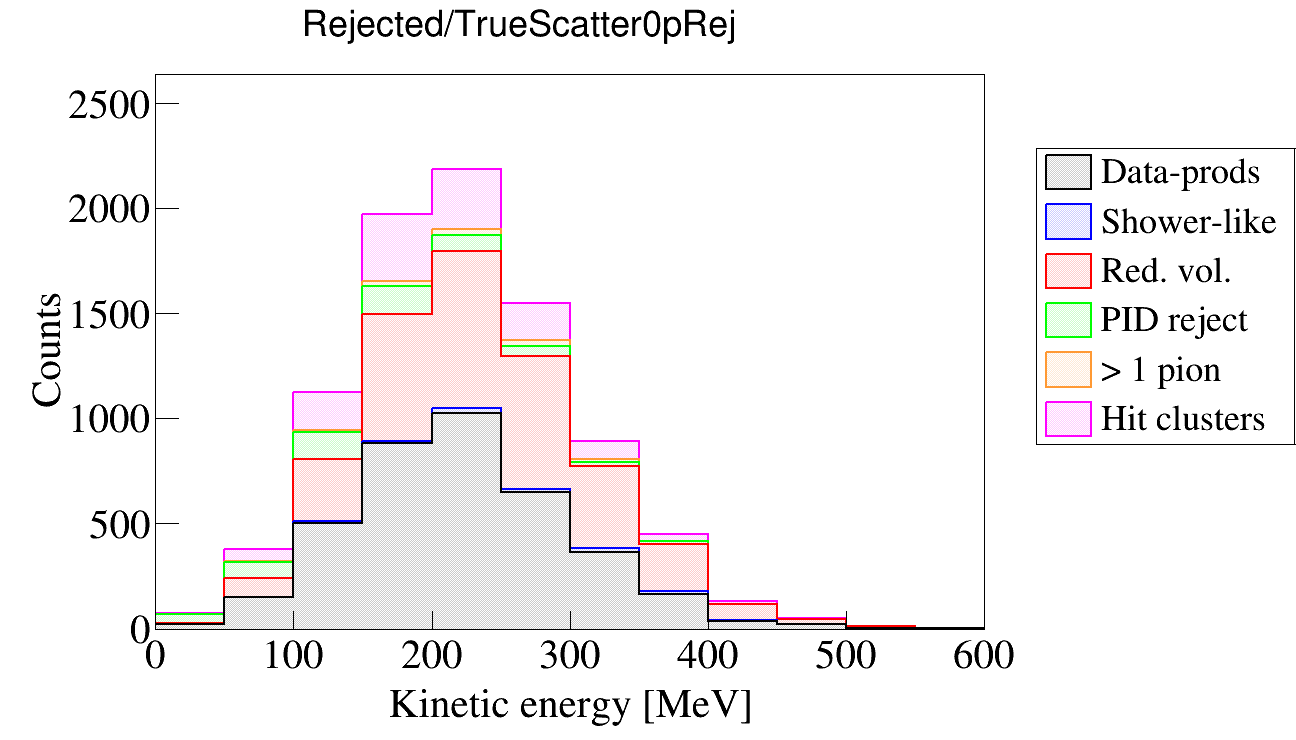 Rejected/TrueScatter0pRej
Counts
2500
2000
1500
1000
500
0
0 100 200 300 400 500 600
Kinetic energy [MeV]
Data-prods
Shower-like
Red. vol.
PID reject
> 1 pion
Hit clusters